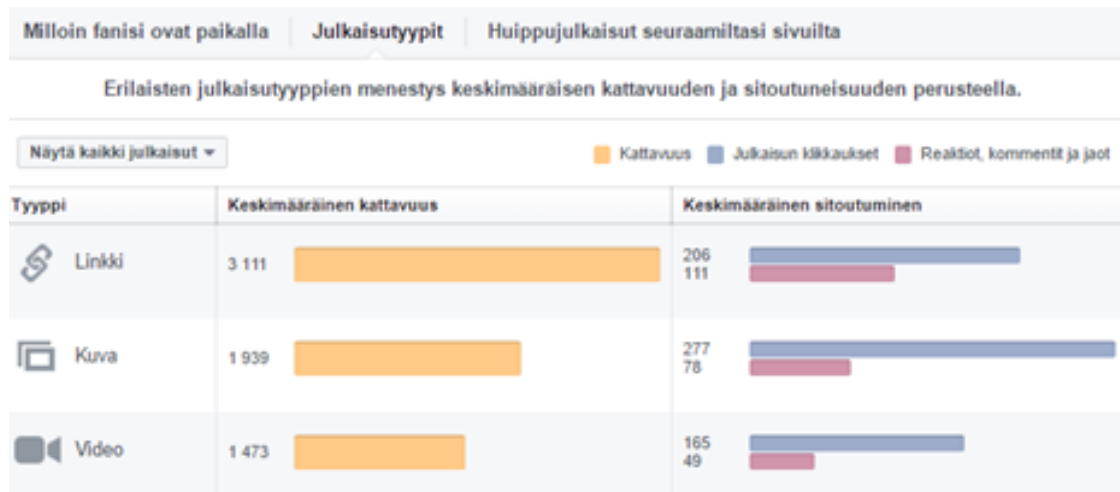 Milloin fanisi ovat paikalla Julkaisutyypit Huippujulkaisut seuraamiltasi sivuilta
Erilaisten julkaisutyyppien menestys keskimääräisen kattavuuden ja sitoutuneisuuden perusteella.
Näytä kaikki julkaisut Kattavuus Julkaisun klikkaukset Reaktiot, kommentit ja jaot
Tyyppi Keskimääräinen kattavuus Keskimääräinen sitoutuminen
Linkki 3 111 206
111
Kuva 1 939 277
78
Video 1 473 165
49